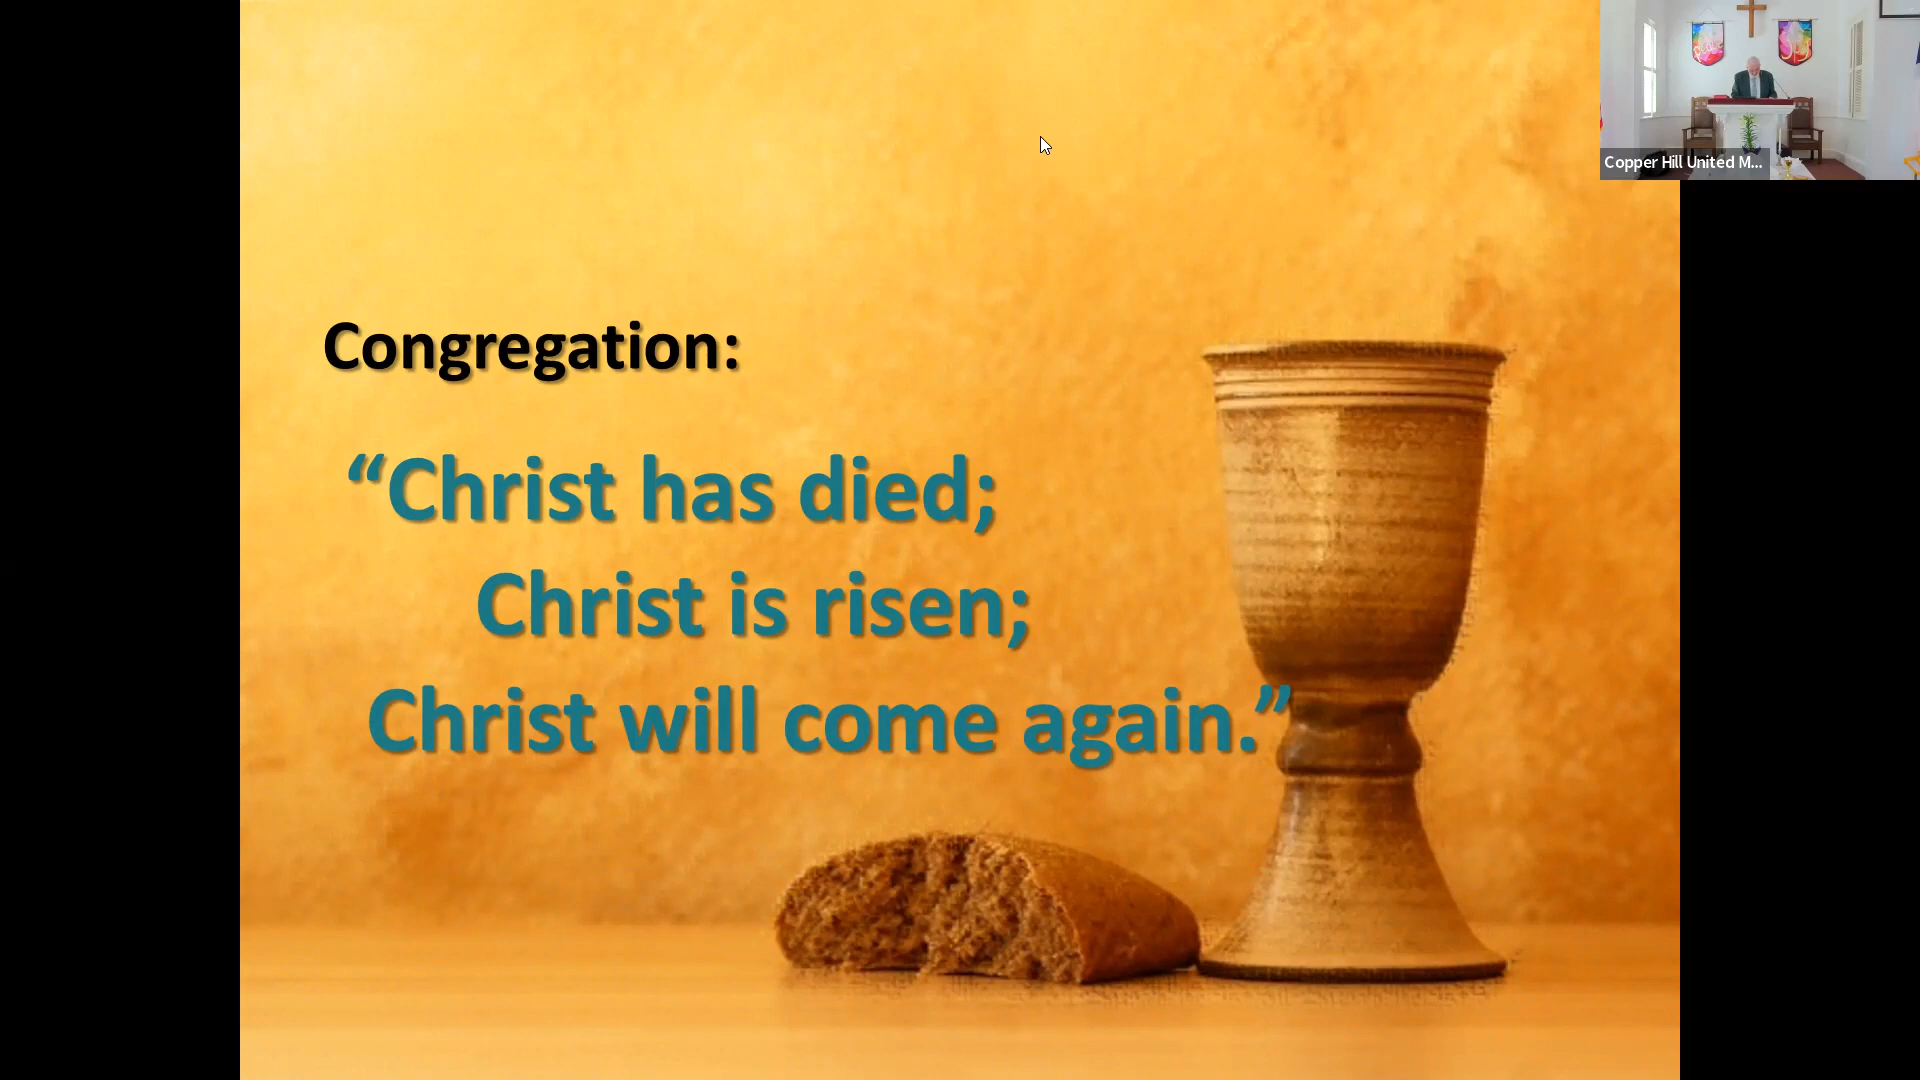 Congregation:
“Christ has died;
Christ is risen;
Christ will come again.”
Copper Hill United M...